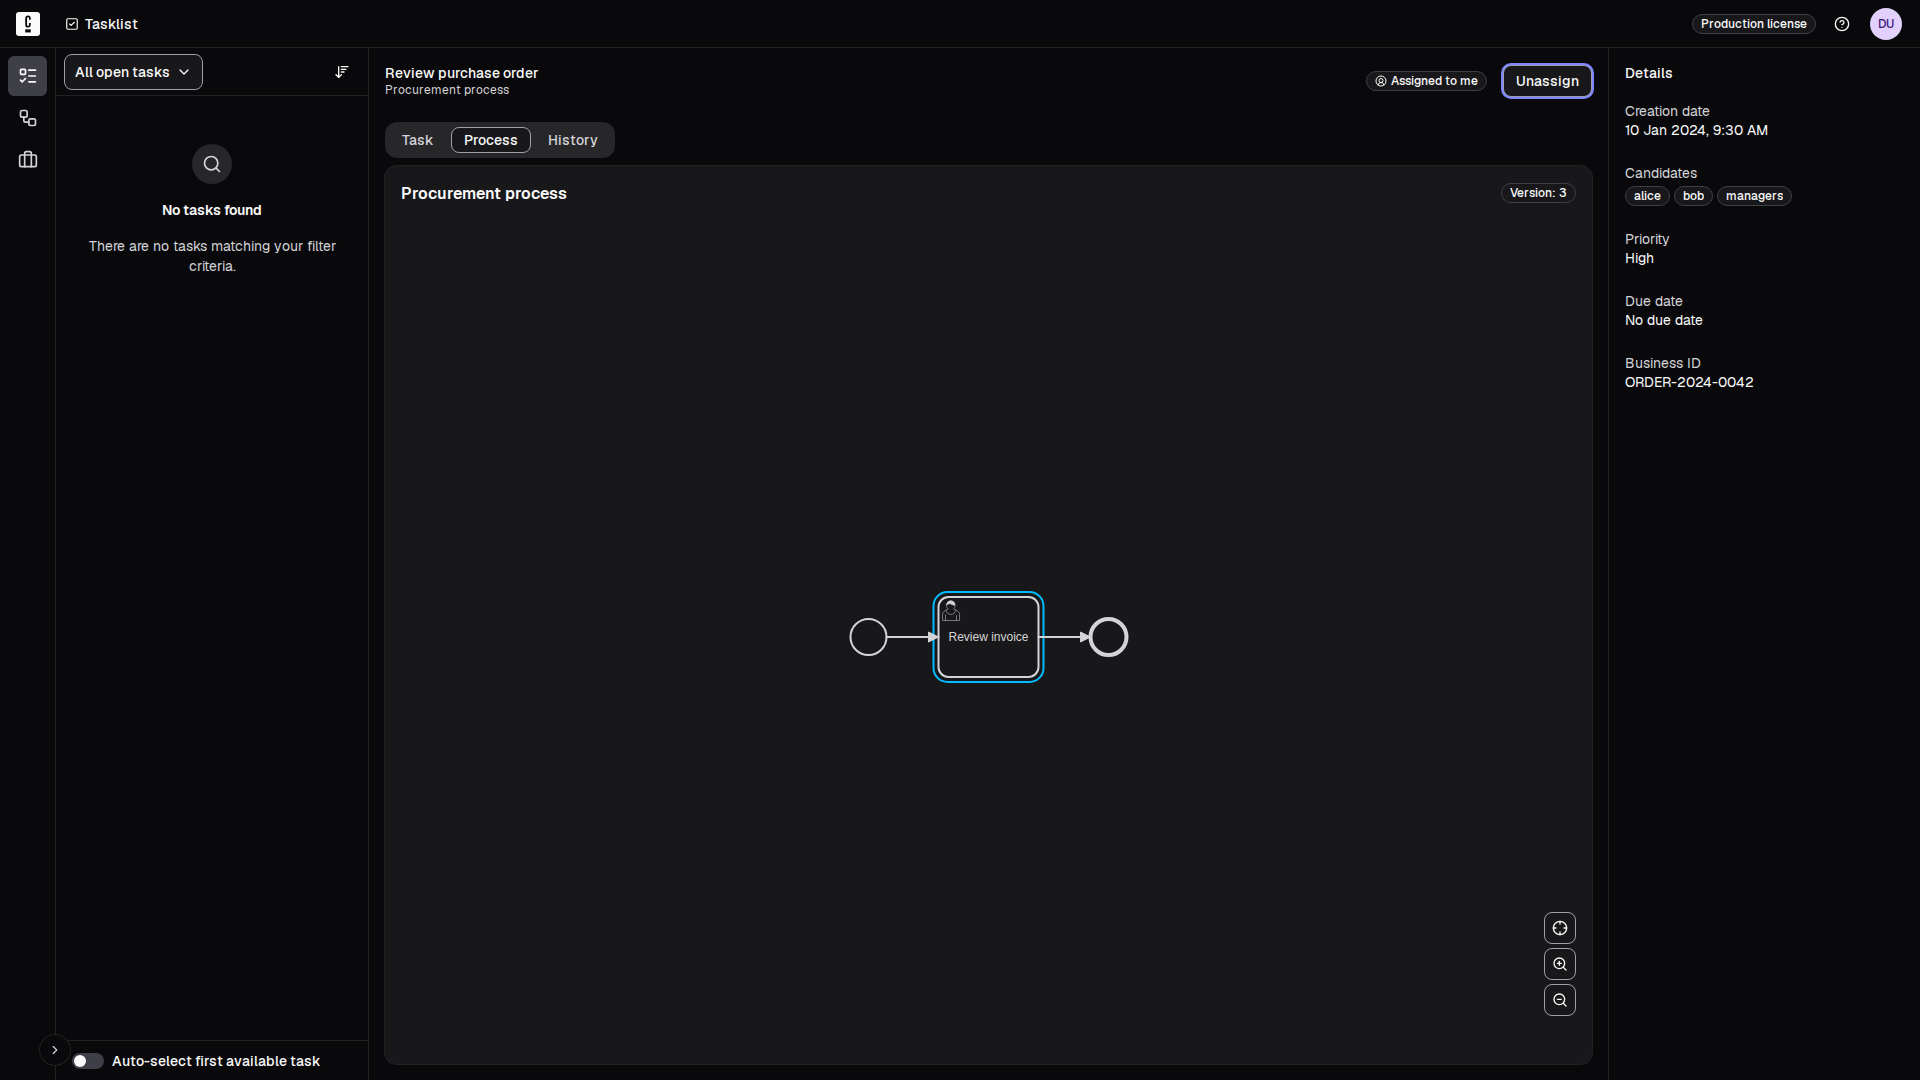 Tasklist
Production license
DU
All open tasks
No tasks found
There are no tasks matching your filter
criteria.
Auto-select first available task
Review purchase order
Procurement process
Assigned to me
Unassign
Task
Process
History
Procurement process
Version: 3
Review invoice
Details
Creation date
10 Jan 2024, 9:30 AM
Candidates
alice
bob
managers
Priority
High
Due date
No due date
Business ID
ORDER-2024-0042